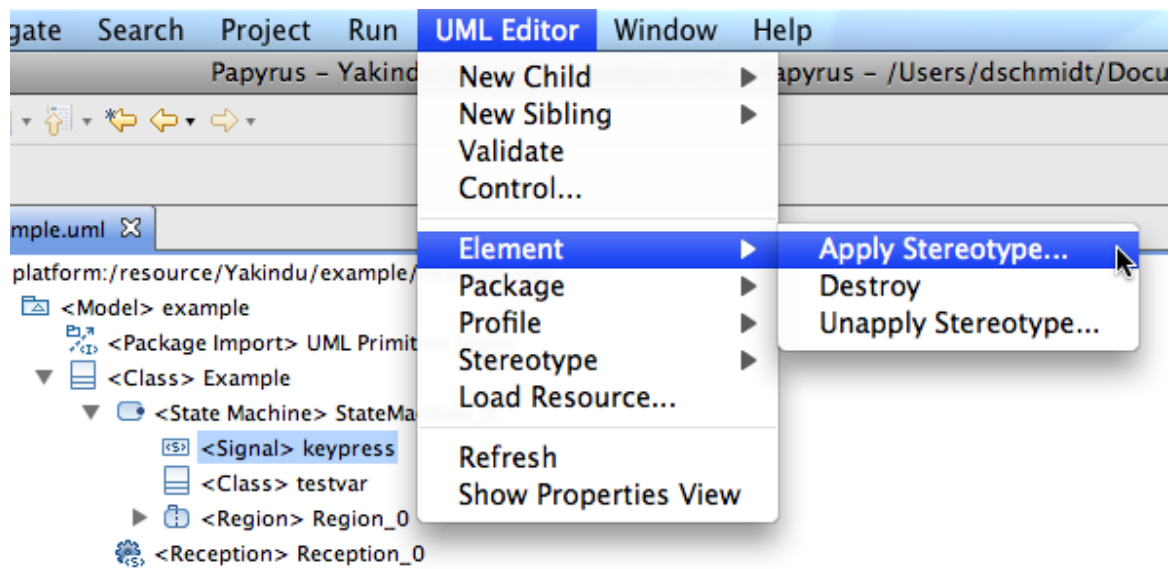 gate Search Project Run UML Editor Window Help
Papyrus – Yakind apyrus – /Users/dschmidt/Docu
New Child
New Sibling
Validate
Control...
mple.uml
Element
Apply Stereotype...
Package
Destroy
Profile
Unapply Stereotype...
Stereotype
Load Resource...
Refresh
Show Properties View
platform:/resource/Yakindu/example/
<Model> example
<Package Import> UML Primit
<Class> Example
<State Machine> StateMa
<Signal> keypress
<Class> testvar
<Region> Region_0
<Reception> Reception_0